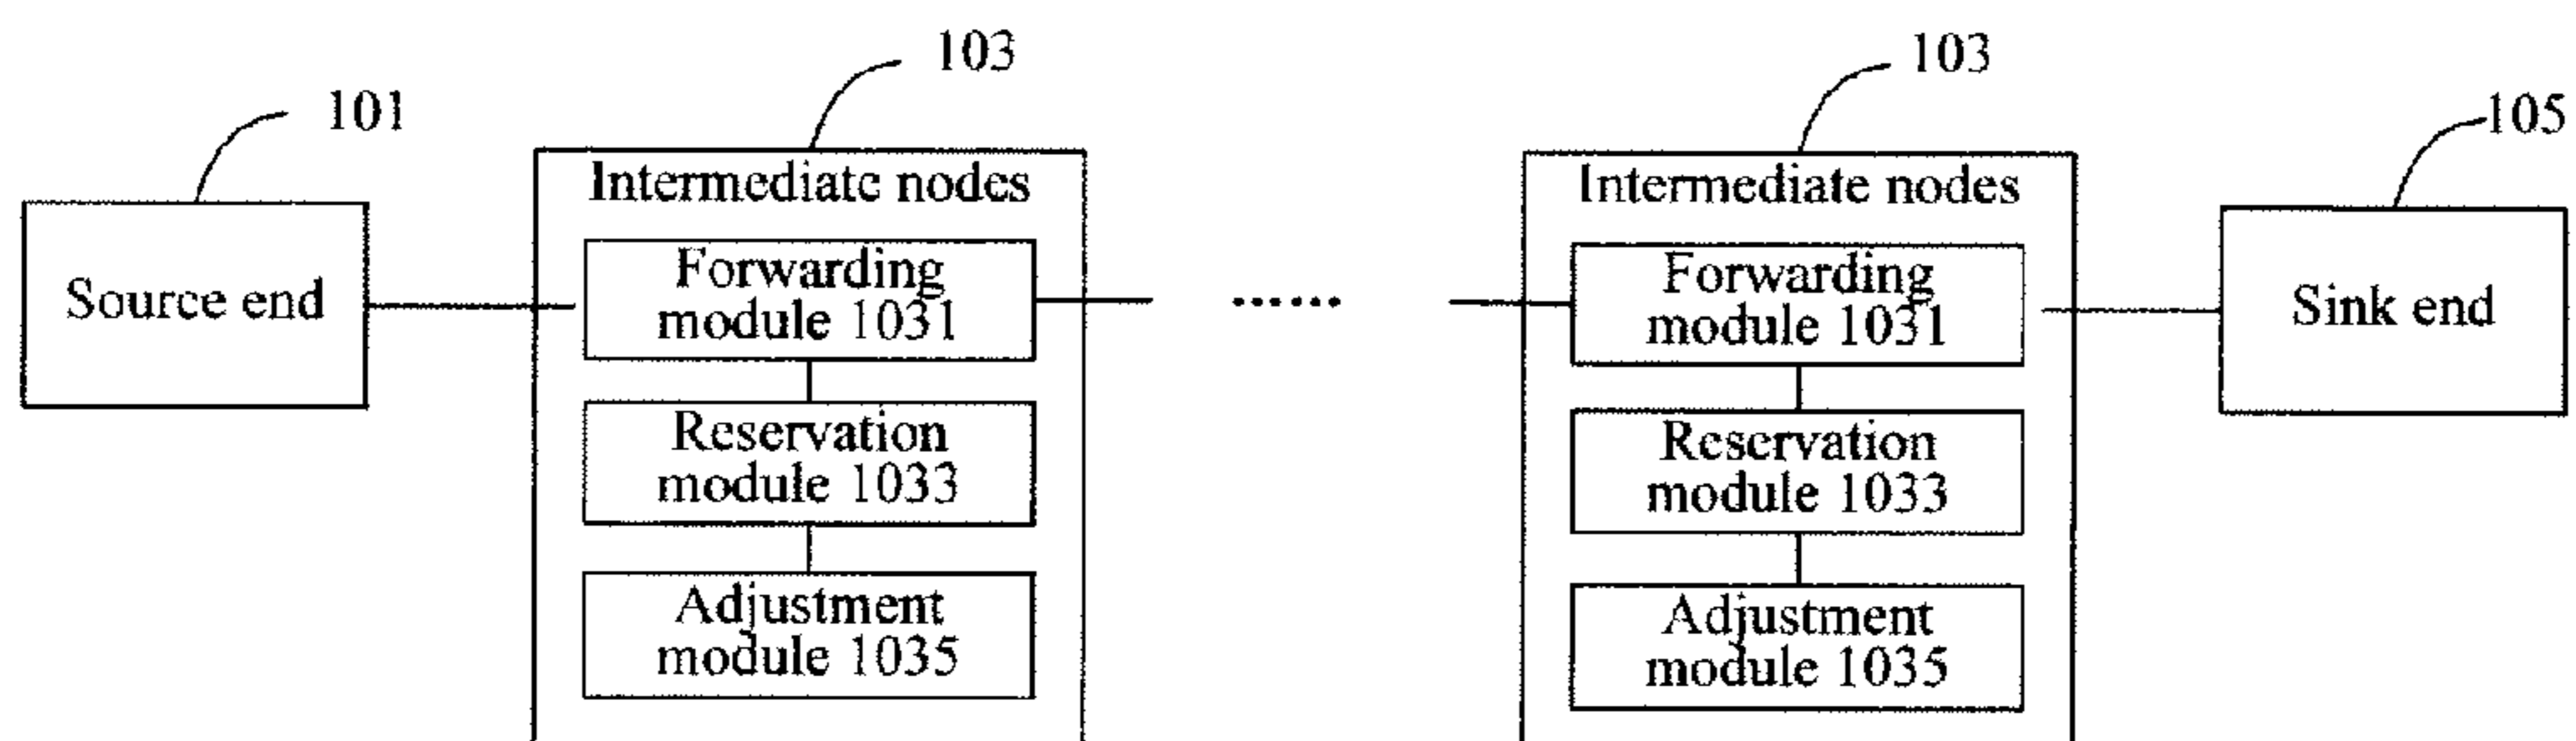 103
103
101
105
Intermediate nodes
Intermediate nodes
Source end
Forwarding
module 1031
......
Forwarding
module 1031
Sink end
Reservation
module 1033
Reservation
module 1033
Adjustment
module 1035
Adjustment
module 1035